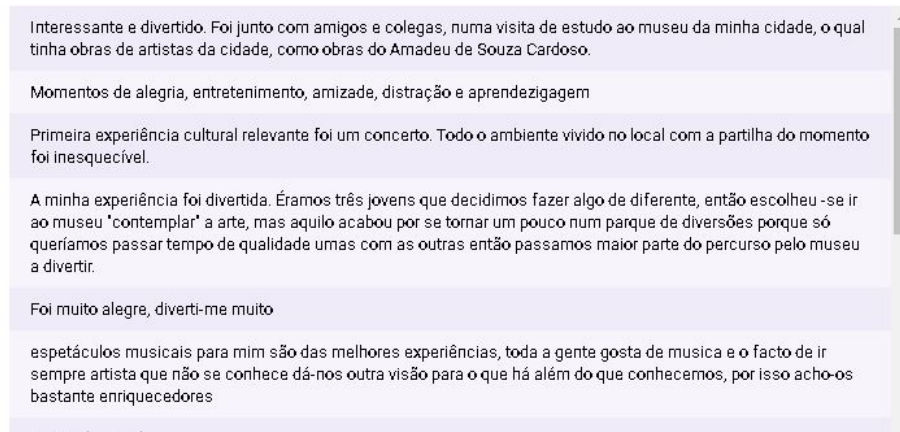 Interessante e divertido. Foi junto com amigos e colegas, numa visita de estudo ao museu da minha cidade, o qual
tinha obras de artistas da cidade, como obras do Amadeu de Souza Cardoso.
Momentos de alegria, entretenimento, amizade, distração e aprendezigagem
Primeira experiência cultural relevante foi um concerto. Todo o ambiente vivido no local com a partilha do momento
foi inesquecível.
A minha experiência foi divertida. Éramos três jovens que decidimos fazer algo de diferente, então escolheu -se ir
ao museu "contemplar" a arte, mas aquilo acabou por se tornar um pouco num parque de diversões porque só
queríamos passar tempo de qualidade umas com as outras então passamos maior parte do percurso pelo museu
a divertir.
Foi muito alegre, diverti-me muito
espetáculos musicais para mim são das melhores experiências, toda a gente gosta de musica e o facto de ir
sempre artista que não se conhece dá-nos outra visão para o que há além do que conhecemos, por isso acho-os
bastante enriquecedores